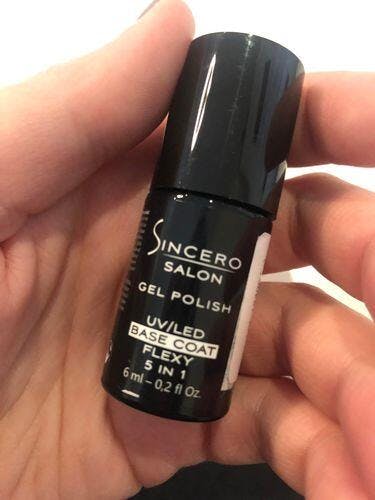 SINCERO
SALON
GEL POLISH
UV/LED
BASE COAT
FLEXY
5 IN 1
6 ml – 0,2 fl Oz.